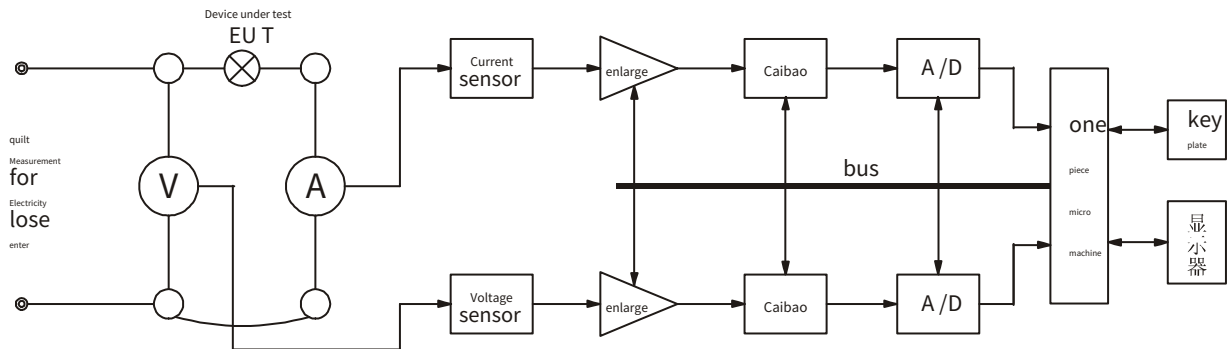 Device under test
EU T
quilt
Measurement
for
Electricity
lose
enter
V
A
Current
sensor
enlarge
Caibao
A /D
bus
Voltage
sensor
enlarge
Caibao
A /D
one
piece
micro
machine
key
plate
显
示
器